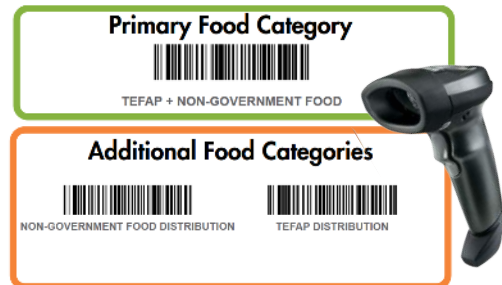 Primary Food Category
TEFAP + NON-GOVERNMENT FOOD
Additional Food Categories
NON-GOVERNMENT FOOD DISTRIBUTION
TEFAP DISTRIBUTION